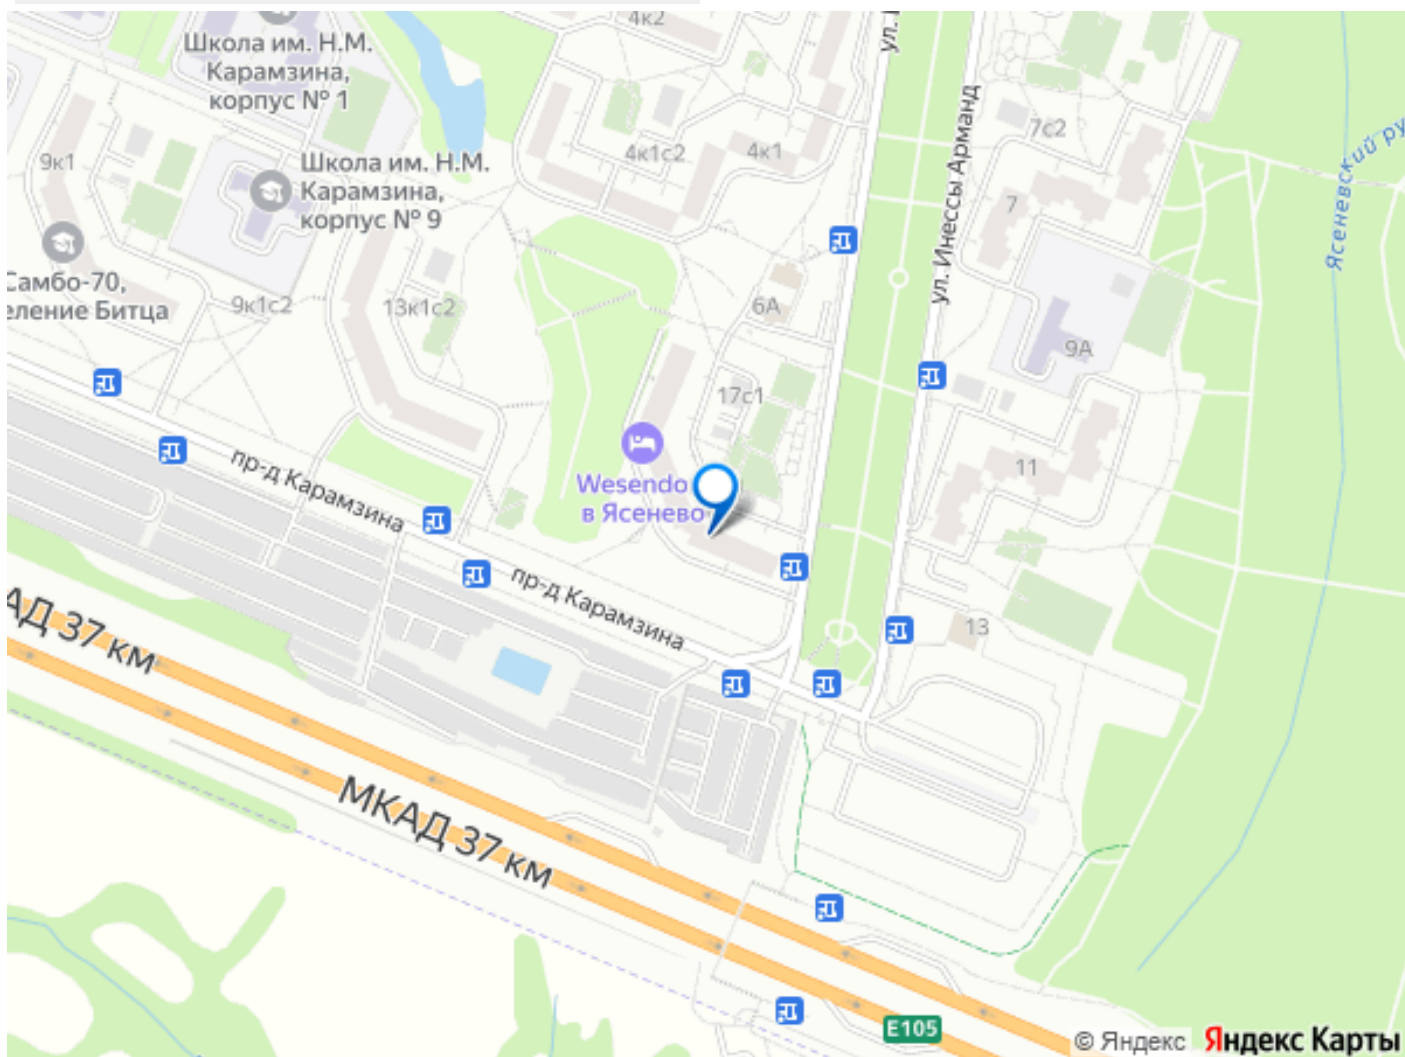 4к2
ул.
Школа им. Н.М.
Карамзина,
корпус № 1
7с2
4к1с2
4к1
9к1
Школа им. Н.М.
Карамзина,
корпус № 9
ул. Инессы Арманд
Ясеневский ру
7
Самбо-70,
еление Битца
9к1с2
13к1с2
6А
9А
17с1
11
пр-д Карамзина
Wesendo
в Ясенево
пр-д Карамзина
13
АД 37 км
МКАД 37 км
E105
© Яндекс Яндекс Карты